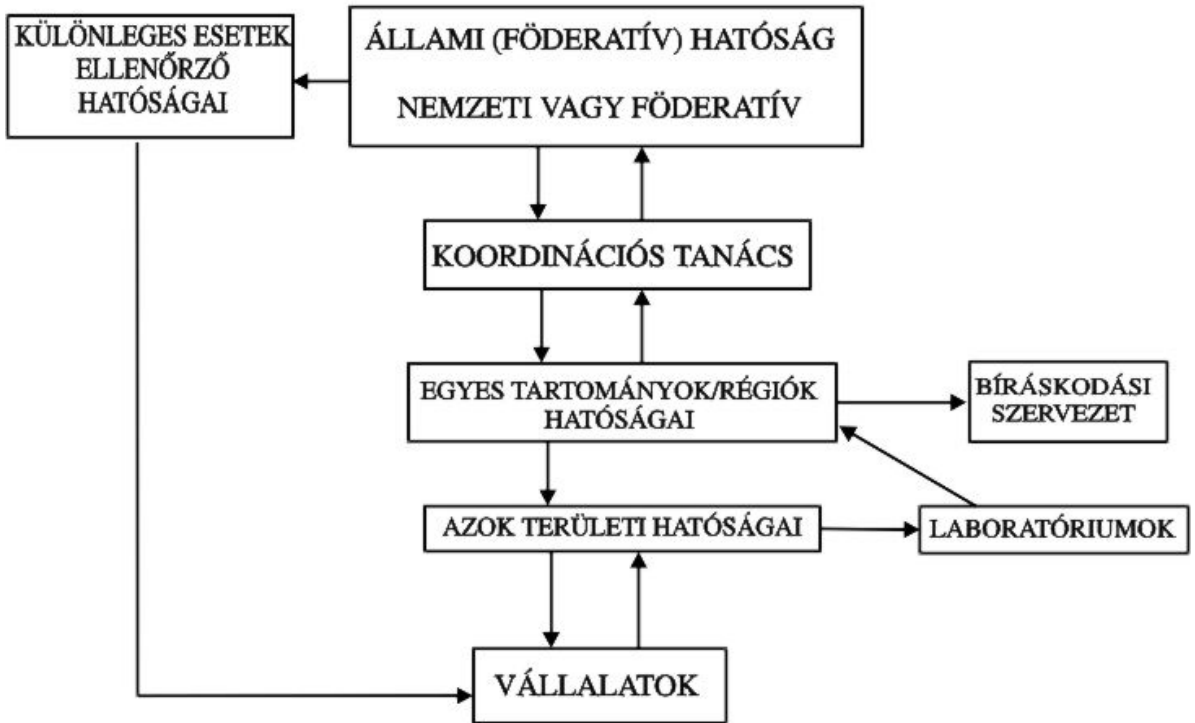 KÜLÖNLEGES ESETEK
ELLENŐRZŐ
HATÓSÁGAI
ÁLLAMI (FÖDERATÍV) HATÓSÁG
NEMZETI VAGY FÖDERATÍV
KOORDINÁCIÓS TANÁCS
EGYES TARTOMÁNYOK/RÉGIÓK
HATÓSÁGAI
BÍRÁSKODÁSI
SZERVEZET
AZOK TERÜLETI HATÓSÁGAI
LABORATÓRIUMOK
VÁLLALATOK